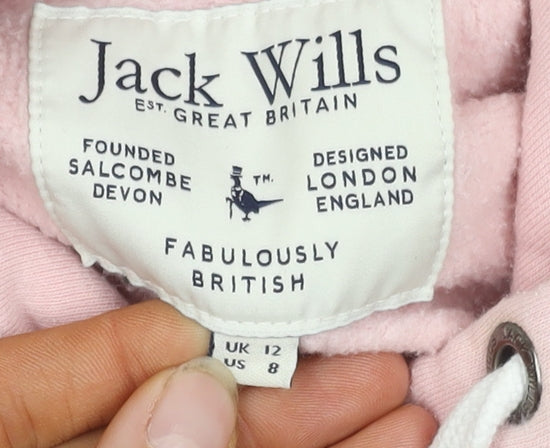 Jack Wills
EST. GREAT BRITAIN
FOUNDED
SALCOMBE
DEVON
TM.
DESIGNED
LONDON
ENGLAND
FABULOUSLY
BRITISH
UK 12
US 8